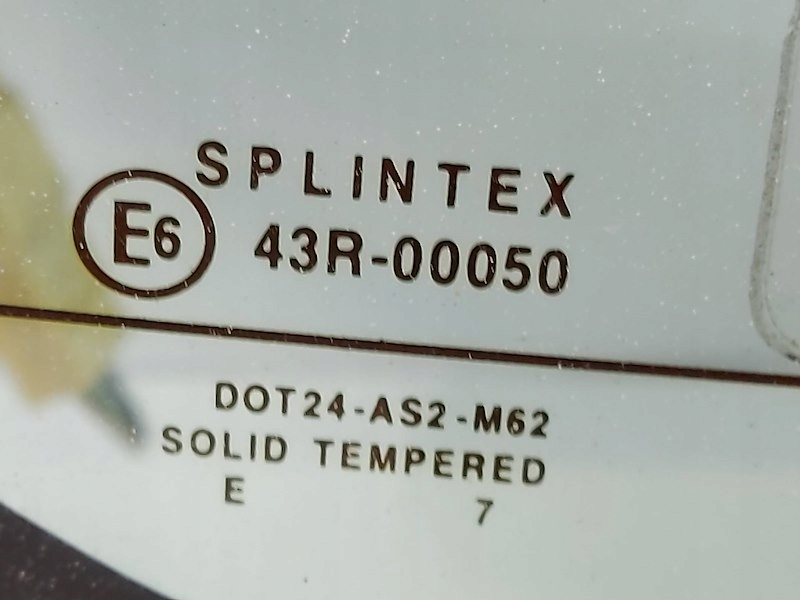 SPLINTEX
E6 43R-00050
DOT24-AS2-M62
SOLID TEMPERED
E 7